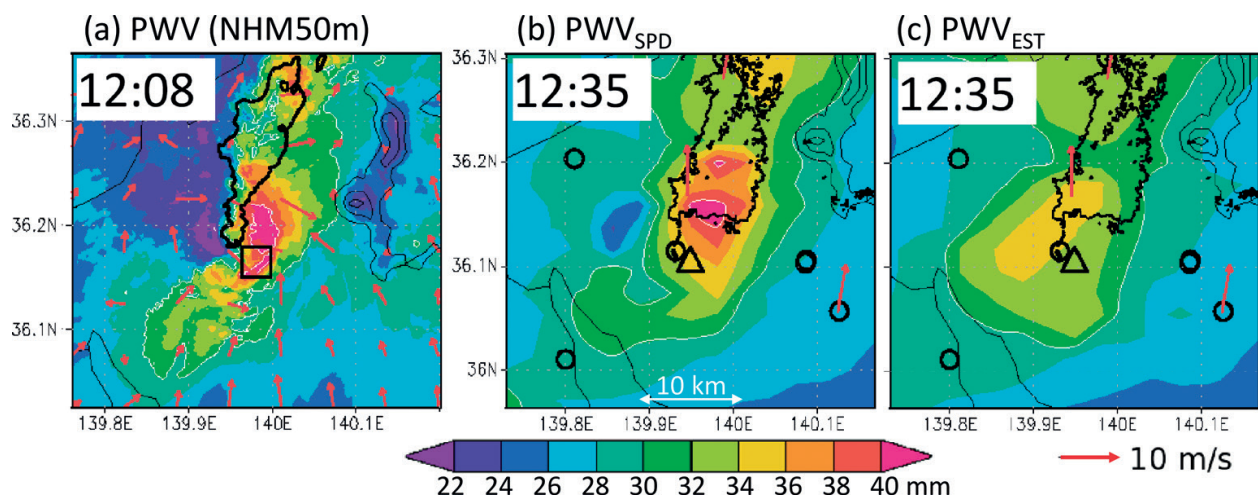 (a) PWV (NHM50m)
12:08
36.3N
36.2N
36.1N
139.8E
139.9E
140E
140.1E
(b) PWVSPD
12:35
36.3N
36.2N
36.1N
36N
10 km
139.8E
139.9E
140E
140.1E
(c) PWVEST
12:35
139.8E
139.9E
140E
140.1E
22 24 26 28 30 32 34 36 38 40 mm
10 m/s